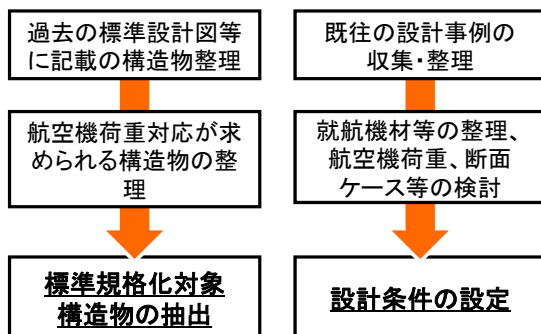 過去の標準設計図等
に記載の構造物整理
航空機荷重対応が求
められる構造物の整
理
標準規格化対象
構造物の抽出
既往の設計事例の
収集・整理
就航機材等の整理、
航空機荷重、断面
ケース等の検討
設計条件の設定